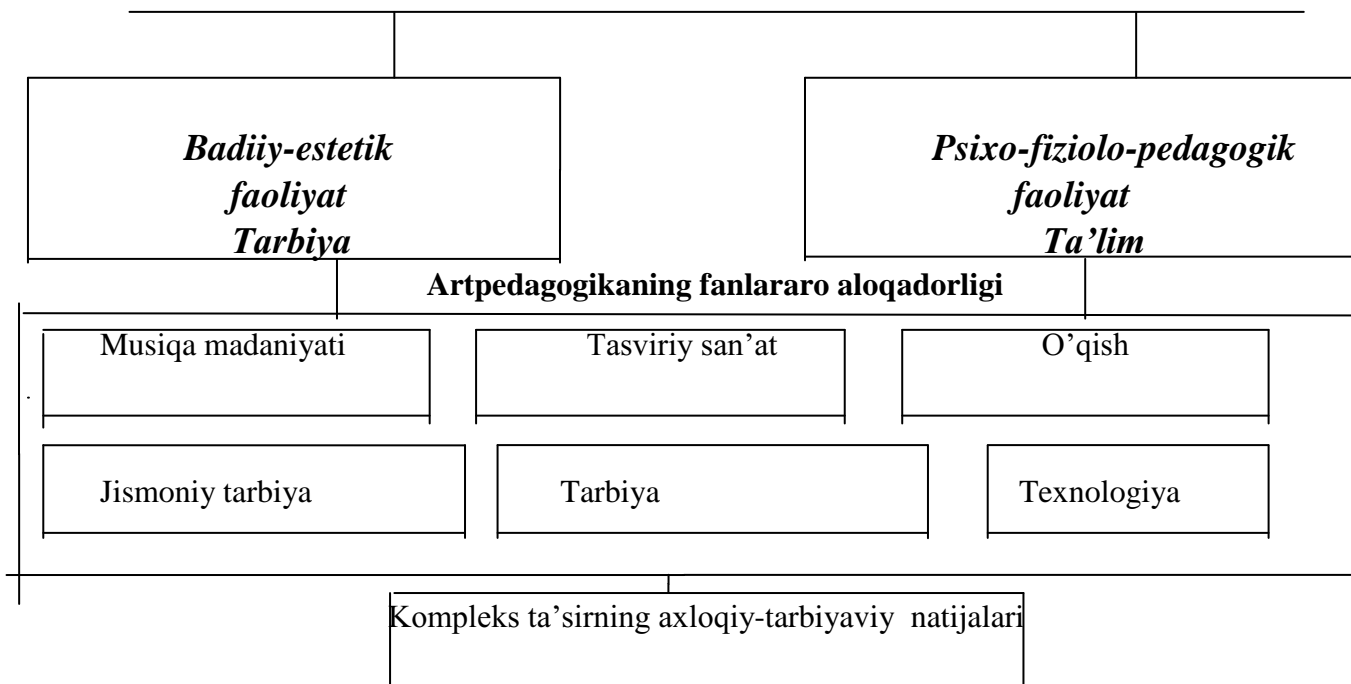 Badiiy-estetik
faoliyat
Tarbiya
Psixo-fiziolo-pedagogik
faoliyat
Ta’lim
Artpedagogikaning fanlararo aloqadorligi
Musiqa madaniyati
Tasviriy san’at
O’qish
Jismoniy tarbiya
Tarbiya
Texnologiya
Kompleks ta’sirning axloqiy-tarbiyaviy natijalari